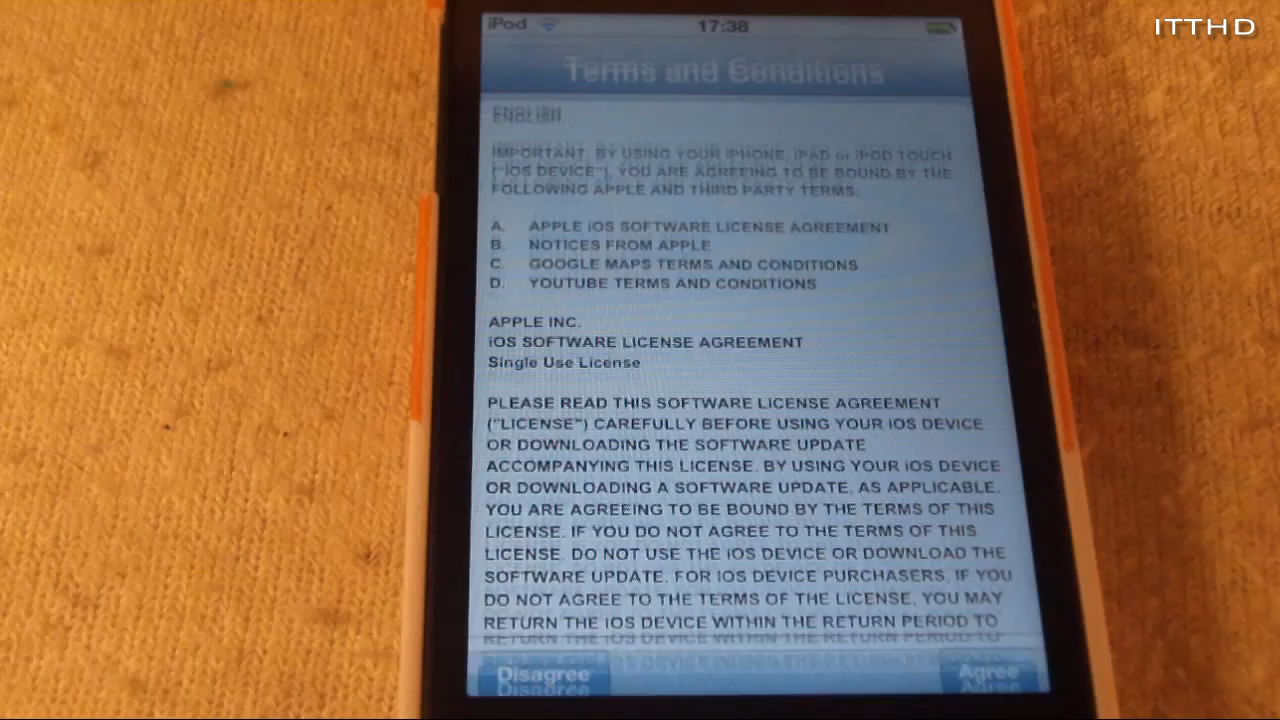 ITTHD
iPod 17:38
Terms and Conditions
ENGLISH
IMPORTANT: BY USING YOUR iPHONE, iPAD or iPOD TOUCH
("iOS DEVICE"), YOU ARE AGREEING TO BE BOUND BY THE
FOLLOWING APPLE AND THIRD PARTY TERMS:
A. APPLE iOS SOFTWARE LICENSE AGREEMENT
B. NOTICES FROM APPLE
C. GOOGLE MAPS TERMS AND CONDITIONS
D. YOUTUBE TERMS AND CONDITIONS
APPLE INC.
iOS SOFTWARE LICENSE AGREEMENT
Single Use License
PLEASE READ THIS SOFTWARE LICENSE AGREEMENT
("LICENSE") CAREFULLY BEFORE USING YOUR iOS DEVICE
OR DOWNLOADING THE SOFTWARE UPDATE
ACCOMPANYING THIS LICENSE. BY USING YOUR iOS DEVICE
OR DOWNLOADING A SOFTWARE UPDATE, AS APPLICABLE,
YOU ARE AGREEING TO BE BOUND BY THE TERMS OF THIS
LICENSE. IF YOU DO NOT AGREE TO THE TERMS OF THIS
LICENSE, DO NOT USE THE iOS DEVICE OR DOWNLOAD THE
SOFTWARE UPDATE. FOR iOS DEVICE PURCHASERS, IF YOU
DO NOT AGREE TO THE TERMS OF THE LICENSE, YOU MAY
RETURN THE iOS DEVICE WITHIN THE RETURN PERIOD TO
Disagree Agree